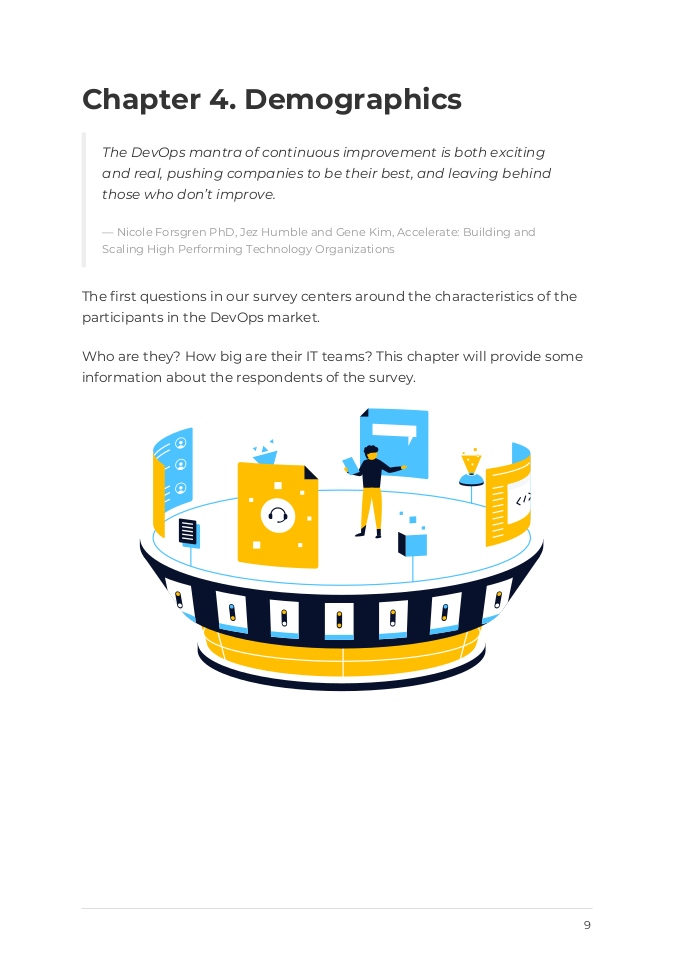 Chapter 4. Demographics
The DevOps mantra of continuous improvement is both exciting
and real, pushing companies to be their best, and leaving behind
those who don’t improve.
— Nicole Forsgren PhD, Jez Humble and Gene Kim, Accelerate: Building and
Scaling High Performing Technology Organizations
The first questions in our survey centers around the characteristics of the
participants in the DevOps market.
Who are they? How big are their IT teams? This chapter will provide some
information about the respondents of the survey.
</>
9